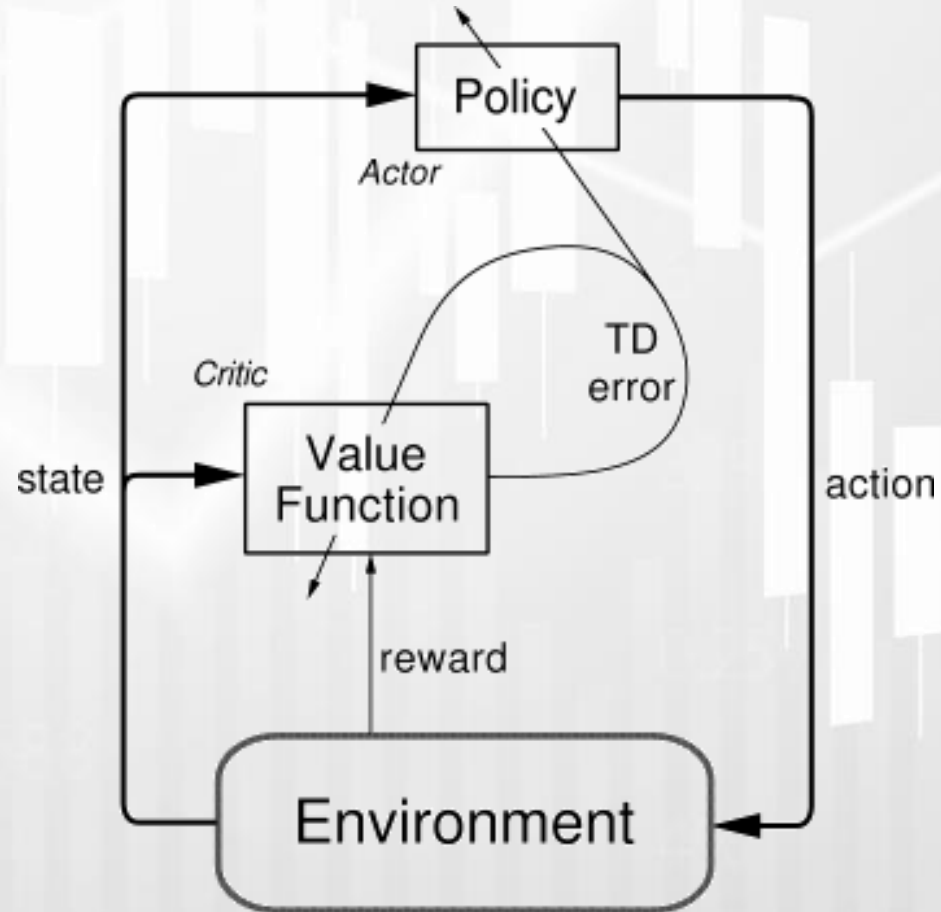 Policy
Actor
TD
error
Critic
Value
Function
state
action
reward
Environment